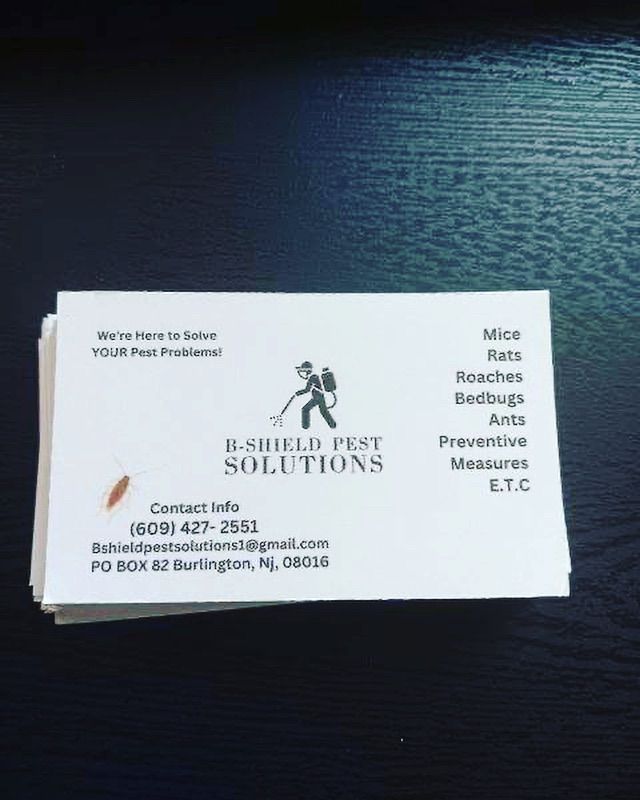 We're Here to Solve
YOUR Pest Problems!
B-SHIELD PEST
SOLUTIONS
Mice
Rats
Roaches
Bedbugs
Ants
Preventive
Measures
E.T.C
Contact Info
(609) 427- 2551
Bshieldpestsolutions1@gmail.com
PO BOX 82 Burlington, Nj, 08016